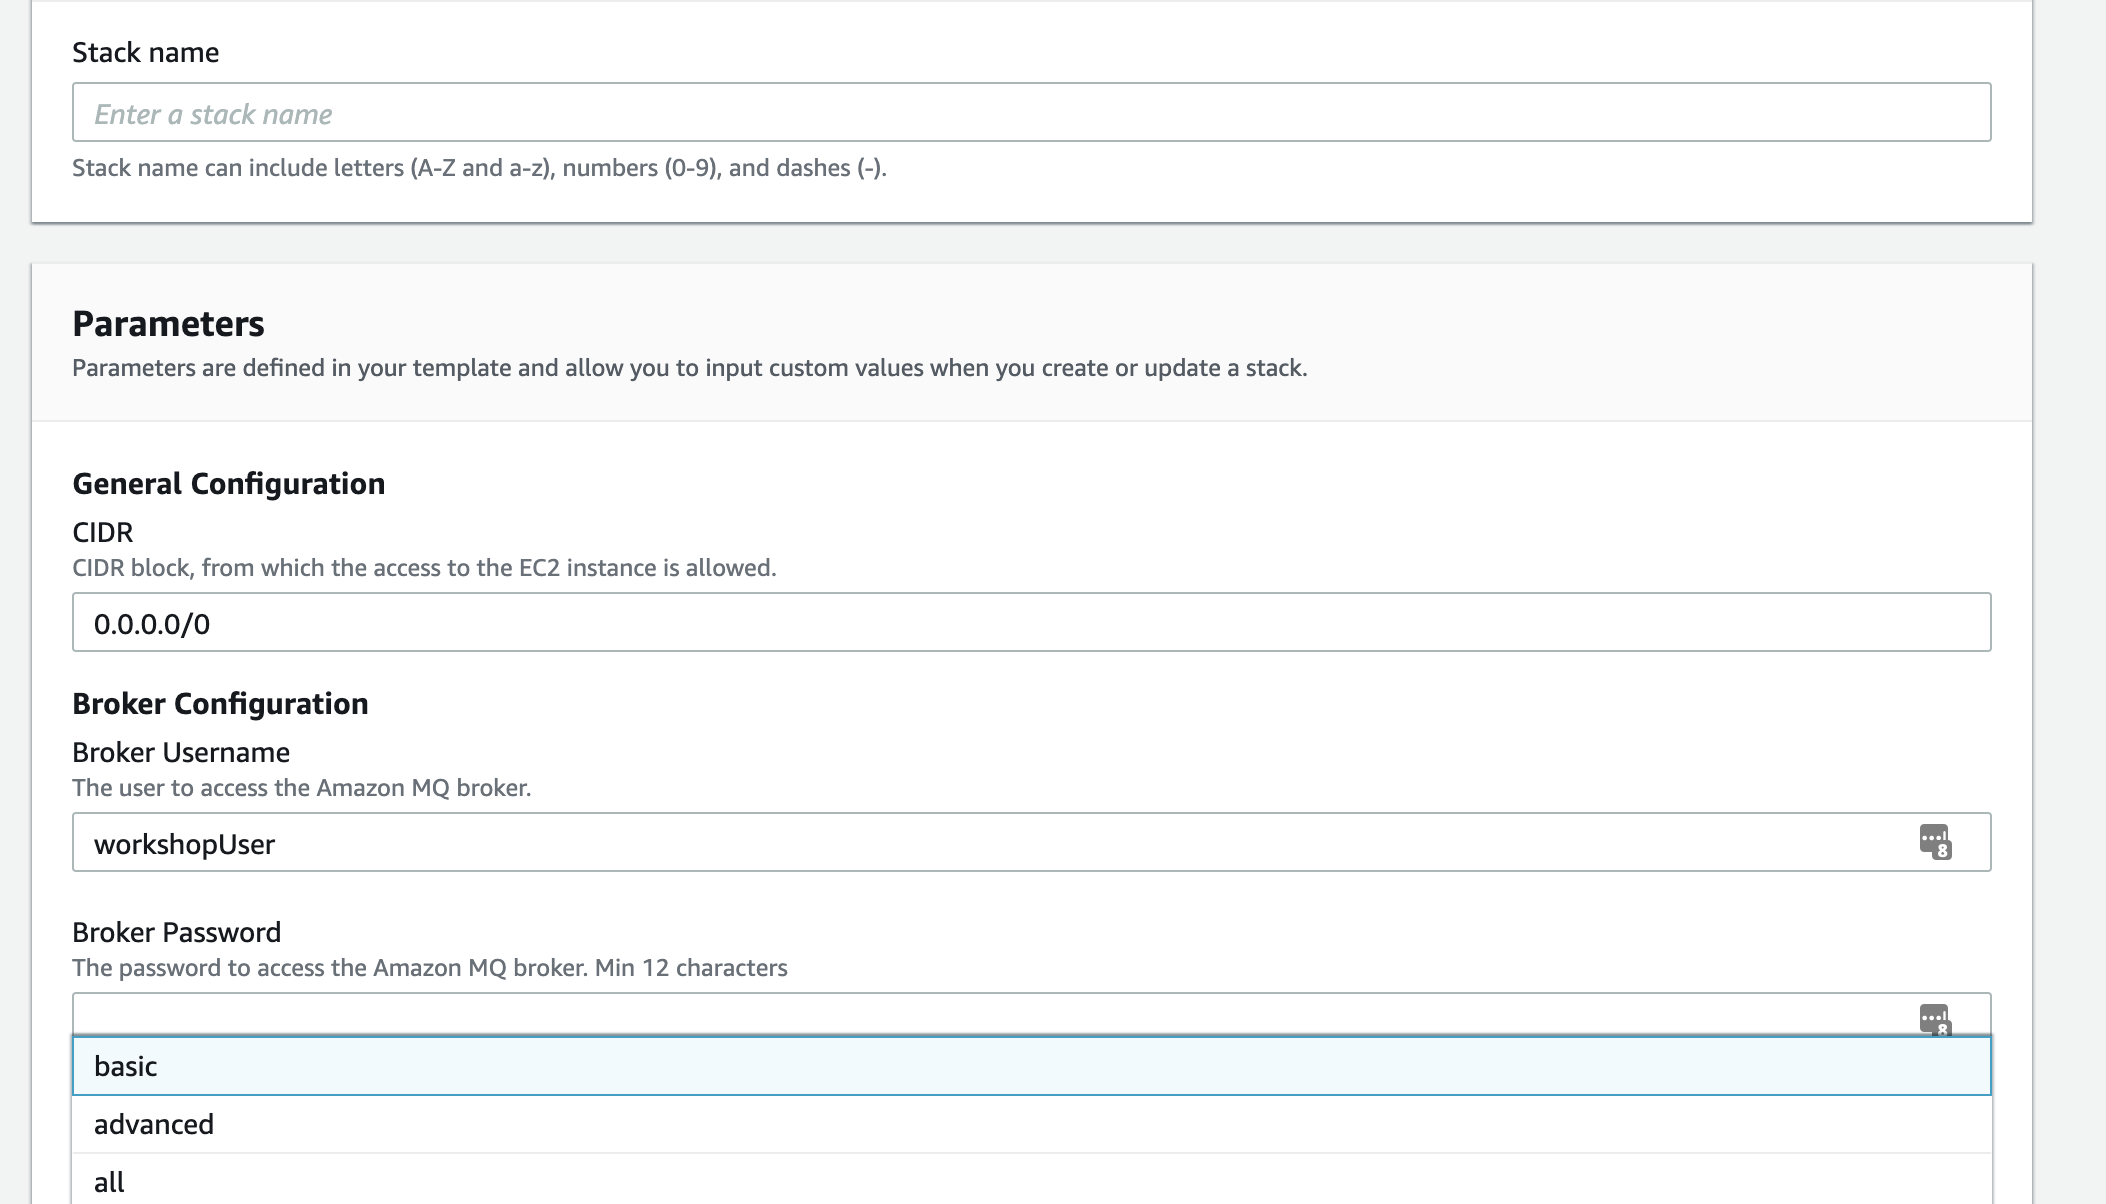 Stack name
Enter a stack name
Stack name can include letters (A-Z and a-z), numbers (0-9), and dashes (-).
Parameters
Parameters are defined in your template and allow you to input custom values when you create or update a stack.
General Configuration
CIDR
CIDR block, from which the access to the EC2 instance is allowed.
0.0.0.0/0
Broker Configuration
Broker Username
The user to access the Amazon MQ broker.
workshopUser
8
Broker Password
The password to access the Amazon MQ broker. Min 12 characters
8
basic
advanced
all